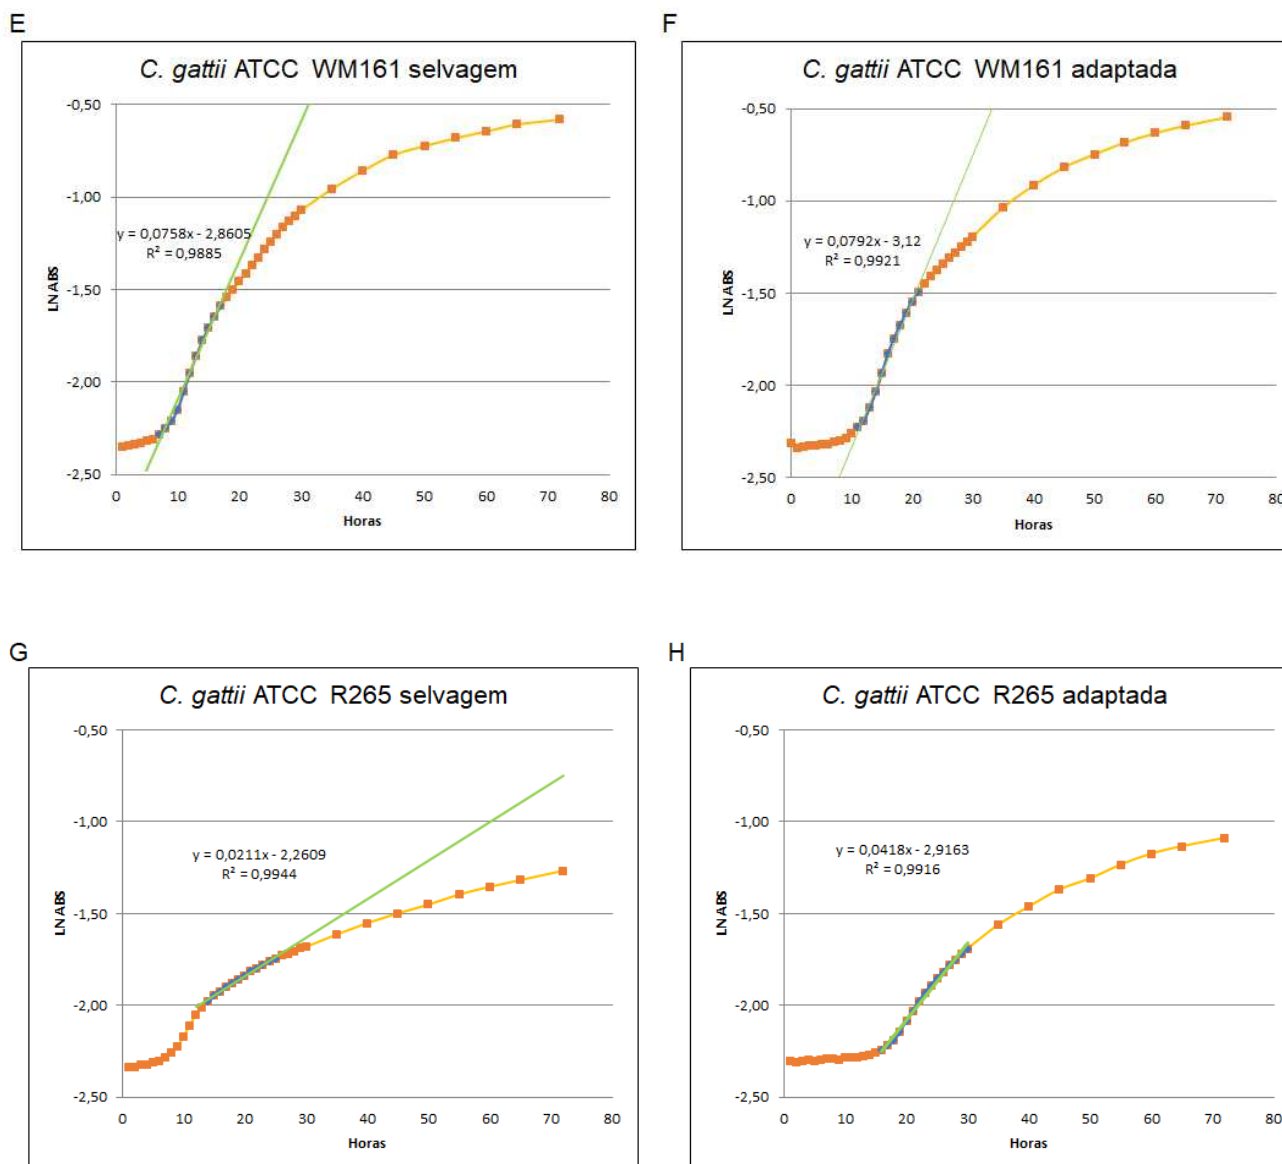 E
C. gattii ATCC WM161 selvagem
-0,50
-1,00
-1,50
-2,00
-2,50
LN ABS
y = 0,0758x - 2,8605
R² = 0,9885
0 10 20 30 40 50 60 70 80
Horas
F
C. gattii ATCC WM161 adaptada
-0,50
-1,00
-1,50
-2,00
-2,50
LN ABS
y = 0,0792x - 3,12
R² = 0,9921
0 10 20 30 40 50 60 70 80
Horas
G
C. gattii ATCC R265 selvagem
-0,50
-1,00
-1,50
-2,00
-2,50
LN ABS
y = 0,0211x - 2,2609
R² = 0,9944
0 10 20 30 40 50 60 70 80
Horas
H
C. gattii ATCC R265 adaptada
-0,50
-1,00
-1,50
-2,00
-2,50
LN ABS
y = 0,0418x - 2,9163
R² = 0,9916
0 10 20 30 40 50 60 70 80
Horas